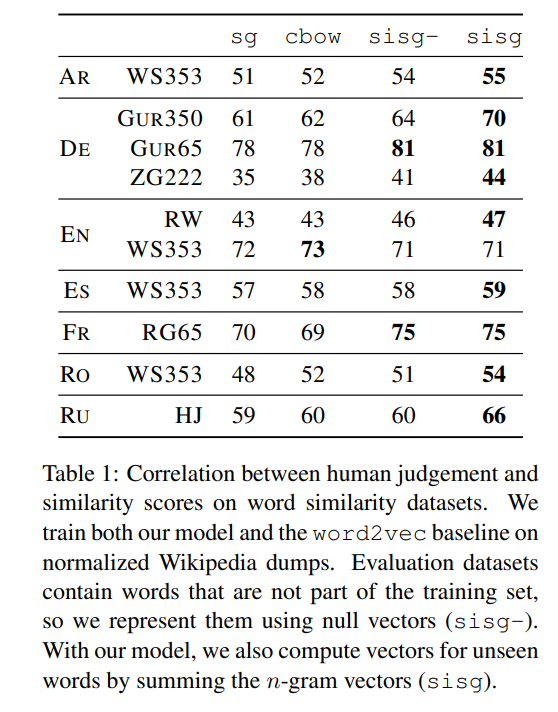 sg cbow sisg- sisg
AR WS353 51 52 54 55
GUR350 61 62 64 70
DE GUR65 78 78 81 81
ZG222 35 38 41 44
EN RW 43 43 46 47
WS353 72 73 71 71
ES WS353 57 58 58 59
FR RG65 70 69 75 75
RO WS353 48 52 51 54
RU HJ 59 60 60 66
Table 1: Correlation between human judgement and
similarity scores on word similarity datasets. We
train both our model and the word2vec baseline on
normalized Wikipedia dumps. Evaluation datasets
contain words that are not part of the training set,
so we represent them using null vectors (sisg-).
With our model, we also compute vectors for unseen
words by summing the n-gram vectors (sisg).